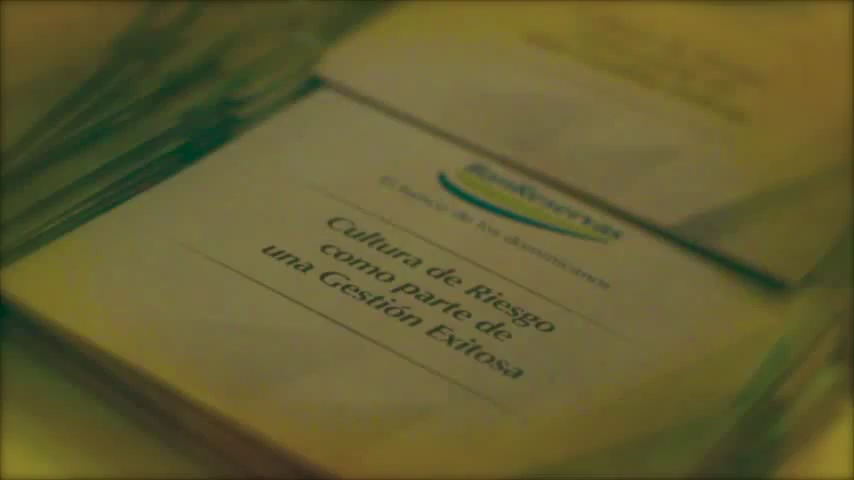 BanReservas
El banco de los dominicanos
Cultura de Riesgo
como parte de
una Gestión Exitosa